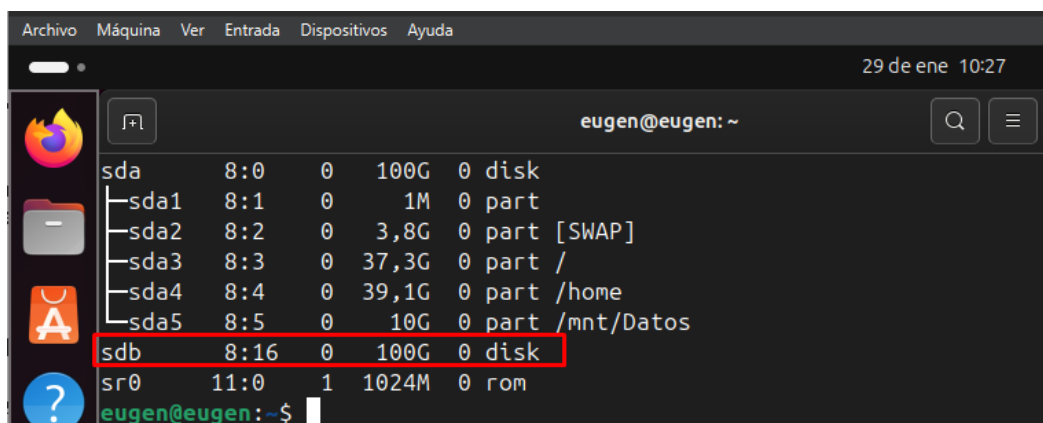 Archivo Máquina Ver Entrada Dispositivos Ayuda
29 de ene 10:27
eugen@eugen: ~
sda 8:0 0 100G 0 disk
├─sda1 8:1 0 1M 0 part
├─sda2 8:2 0 3,8G 0 part [SWAP]
├─sda3 8:3 0 37,3G 0 part /
├─sda4 8:4 0 39,1G 0 part /home
└─sda5 8:5 0 10G 0 part /mnt/Datos
sdb 8:16 0 100G 0 disk
sr0 11:0 1 1024M 0 rom
eugen@eugen:~$